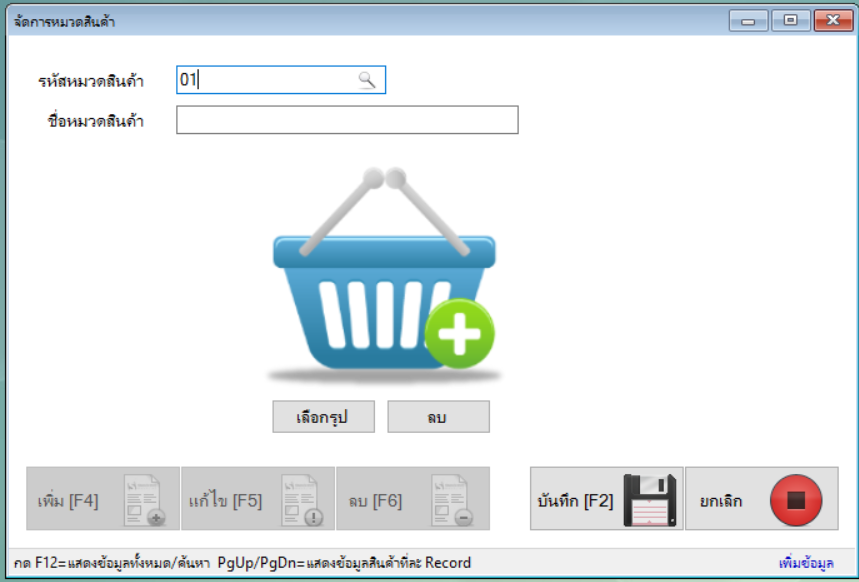 จัดการหมวดสินค้า
รหัสหมวดสินค้า 01
ชื่อหมวดสินค้า
เลือกรูป ลบ
เพิ่ม [F4] แก้ไข [F5] ลบ [F6] บันทึก [F2] ยกเลิก
กด F12=แสดงข้อมูลทั้งหมด/ค้นหา PgUp/PgDn=แสดงข้อมูลสินค้าทีละ Record เพิ่มข้อมูล